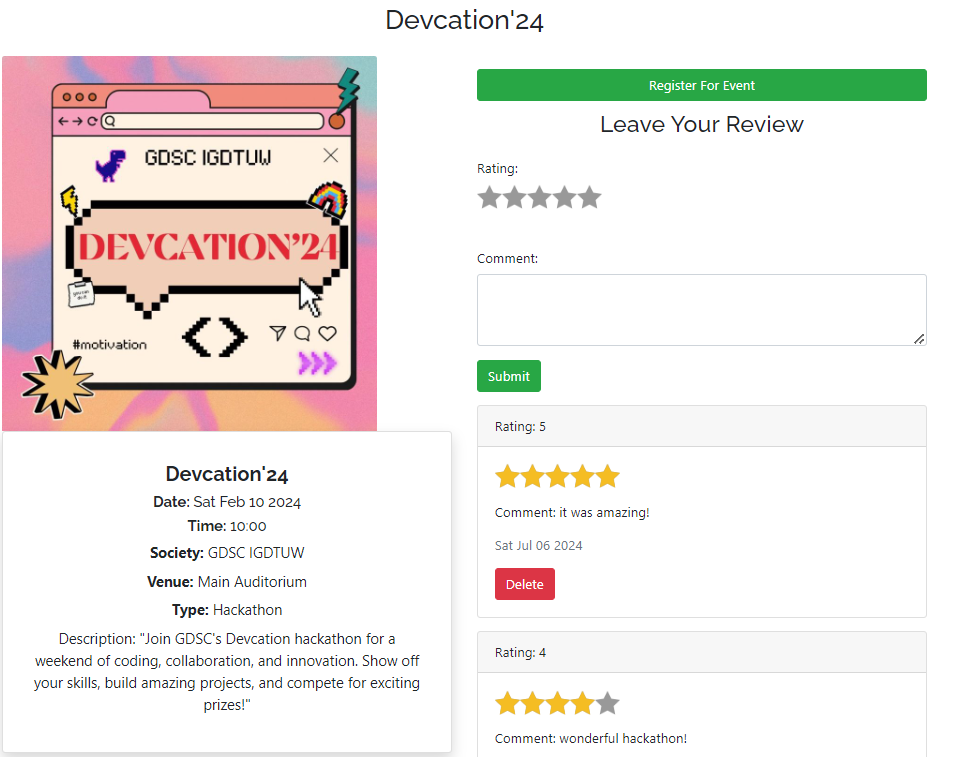 Devcation'24
GDSC IGDTUW
DEVCATION'24
#motivation
Devcation'24
Date: Sat Feb 10 2024
Time: 10:00
Society: GDSC IGDTUW
Venue: Main Auditorium
Type: Hackathon
Description: "Join GDSC's Devcation hackathon for a
weekend of coding, collaboration, and innovation. Show off
your skills, build amazing projects, and compete for exciting
prizes!"
Register For Event
Leave Your Review
Rating:
Comment:
Submit
Rating: 5
Comment: it was amazing!
Sat Jul 06 2024
Delete
Rating: 4
Comment: wonderful hackathon!